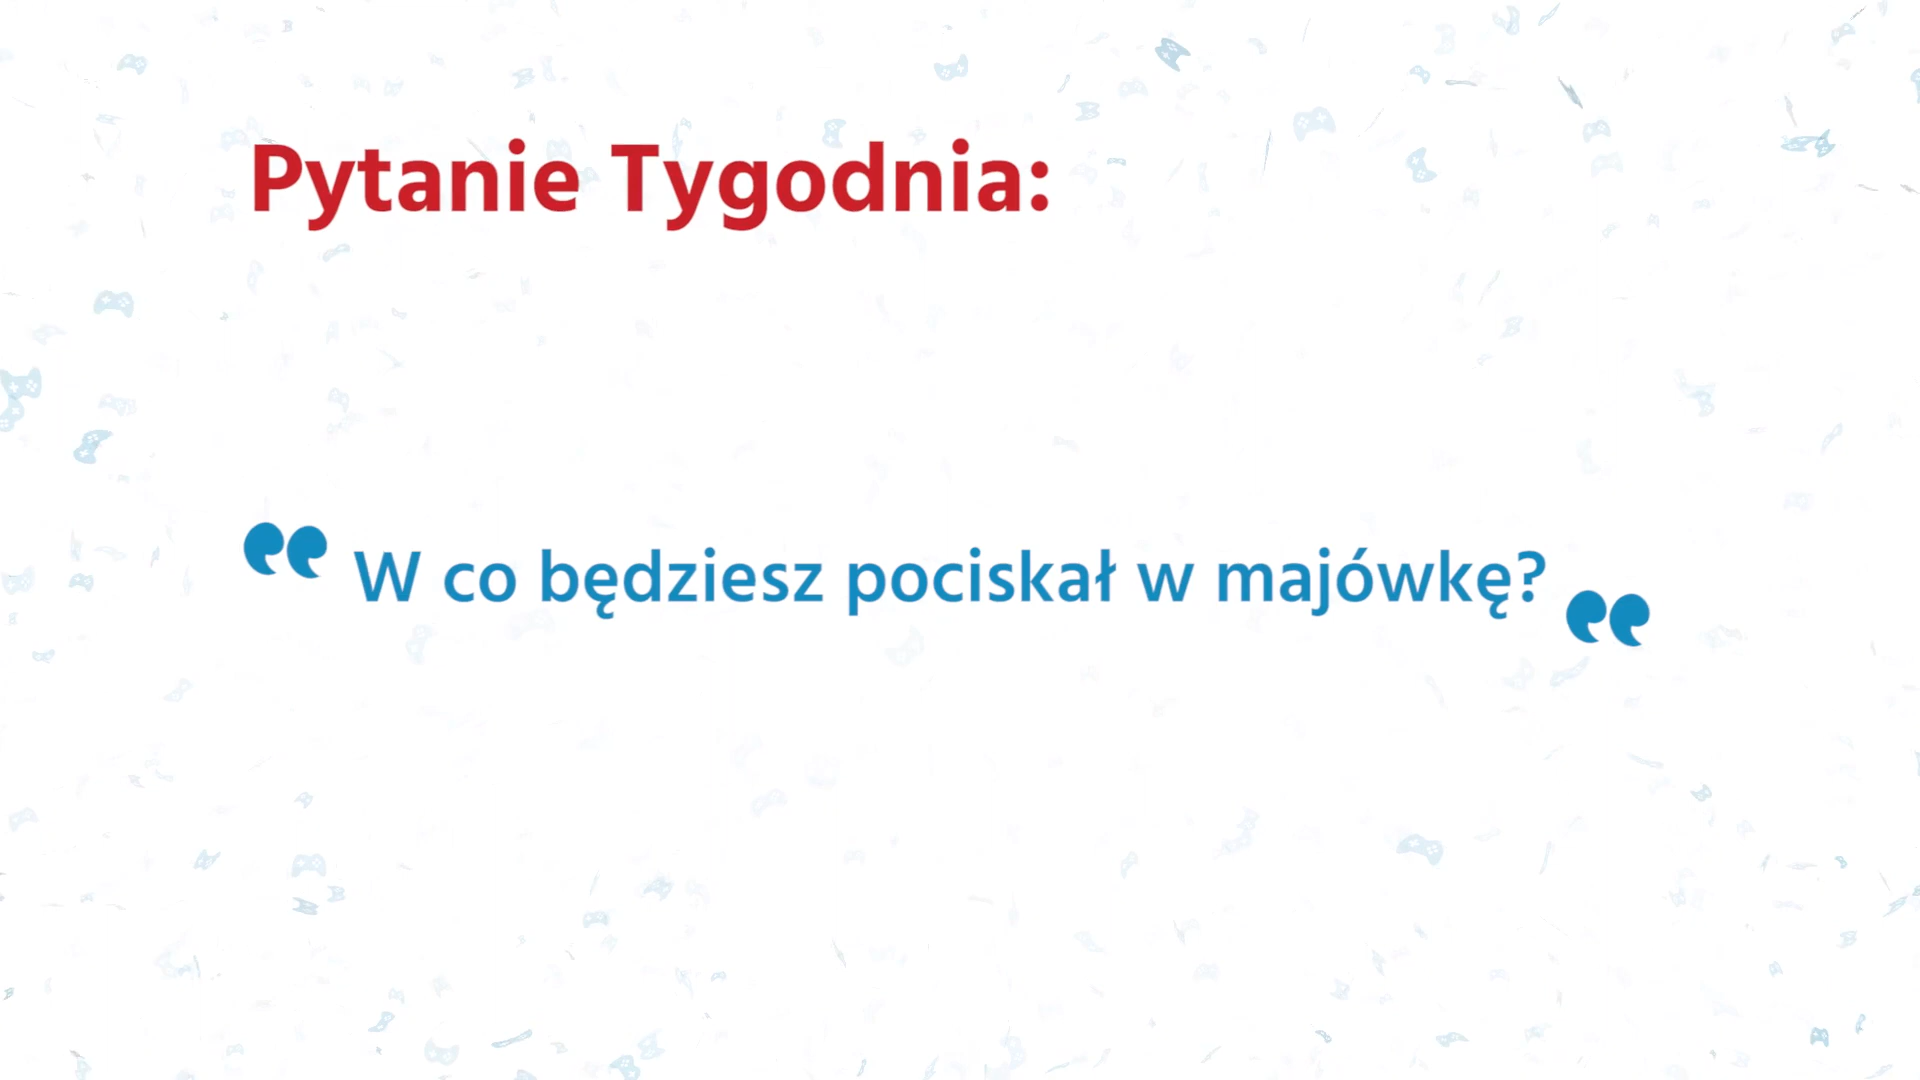 Pytanie Tygodnia:
“ W co będziesz pociskał w majówkę? “